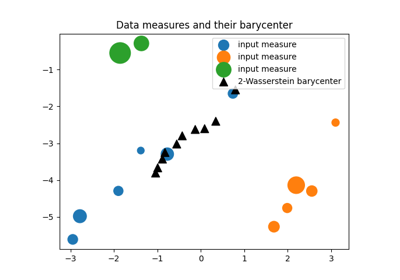 Data measures and their barycenter
input measure
input measure
input measure
2-Wasserstein barycenter
−1
−2
−3
−4
−5
−3 −2 −1 0 1 2 3